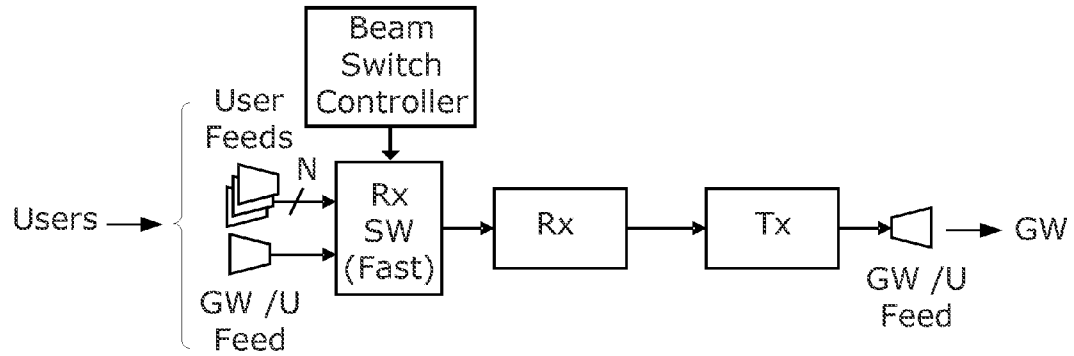 Beam
Switch
Controller
User
Feeds
N
Users
Rx
SW
(Fast)
Rx
Tx
GW
GW /U
Feed
GW /U
Feed